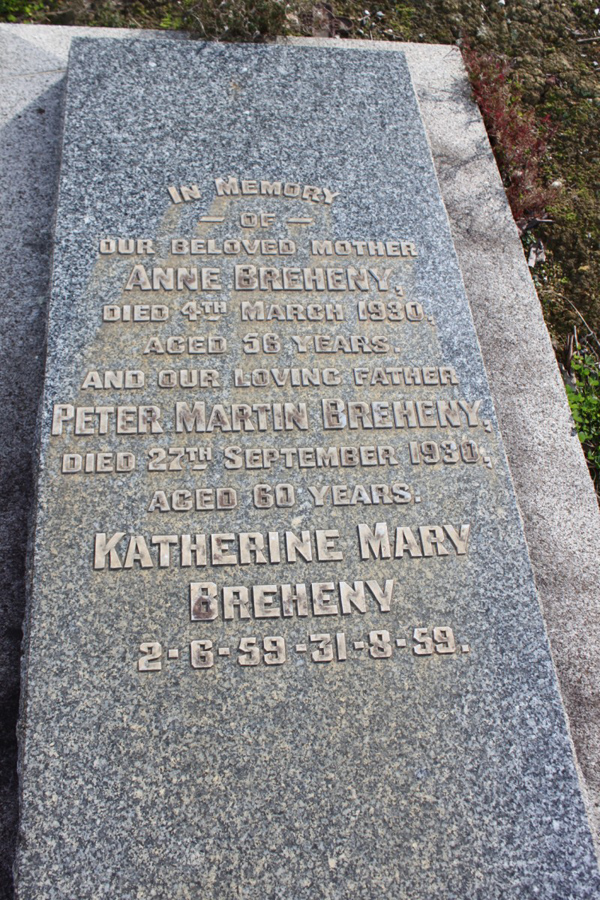 IN MEMORY
— OF —
OUR BELOVED MOTHER
ANNE BREHENY,
DIED 4TH MARCH 1930.
AGED 56 YEARS.
AND OUR LOVING FATHER
PETER MARTIN BREHENY,
DIED 27TH SEPTEMBER 1930.
AGED 60 YEARS.
KATHERINE MARY
BREHENY
2-6-59-31-8-59.